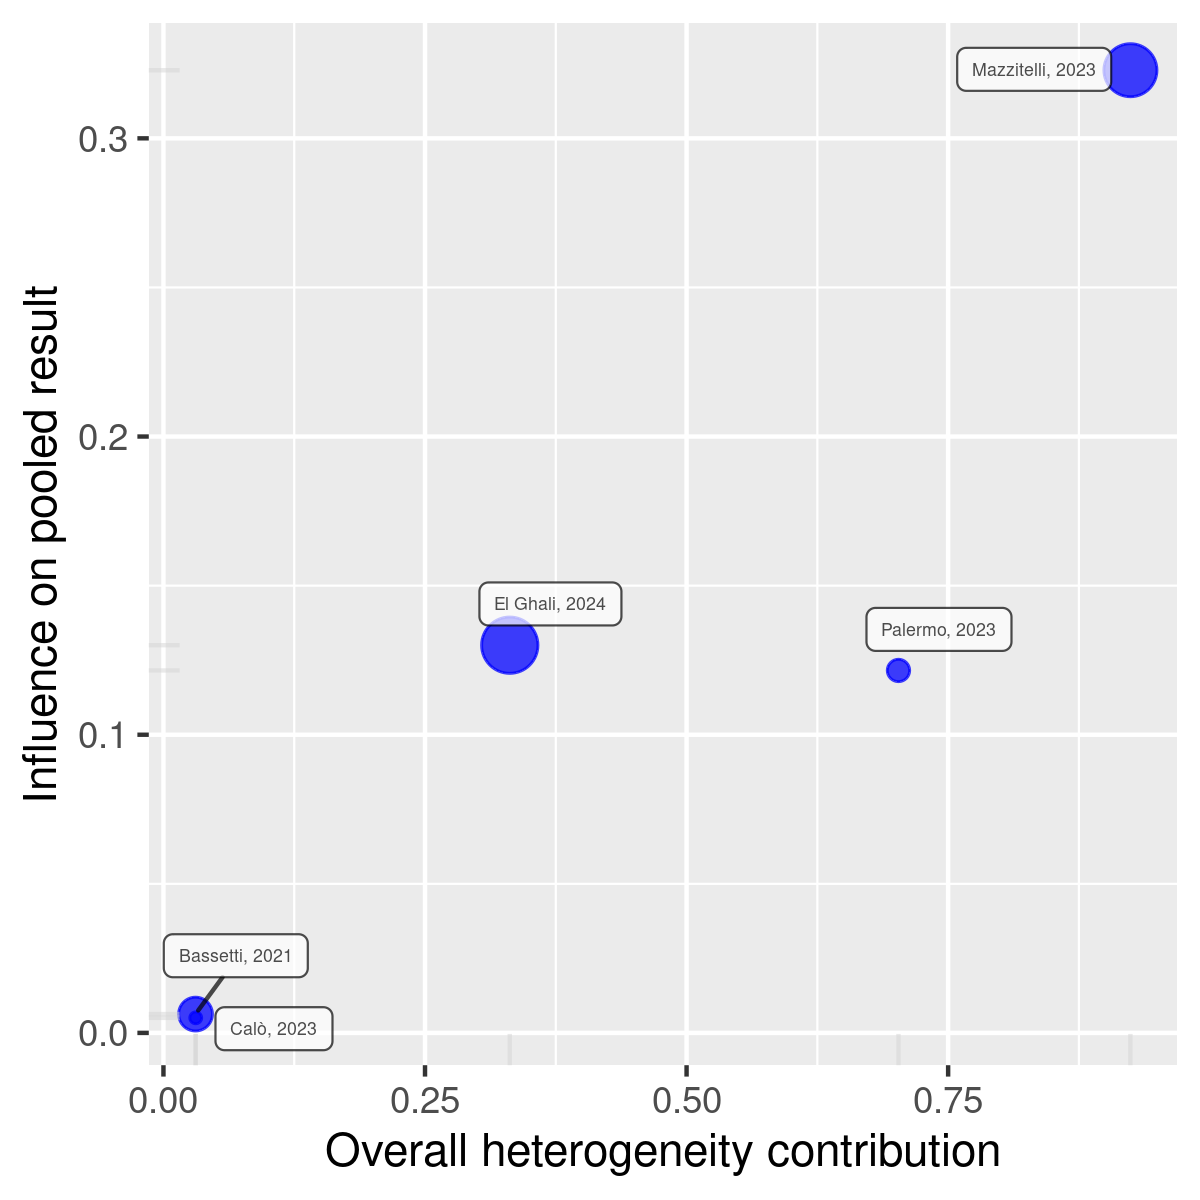 Mazzitelli, 2023
0.3
0.2
El Ghali, 2024
Palermo, 2023
0.1
Bassetti, 2021
Calò, 2023
0.0
0.00 0.25 0.50 0.75
Overall heterogeneity contribution
Influence on pooled result